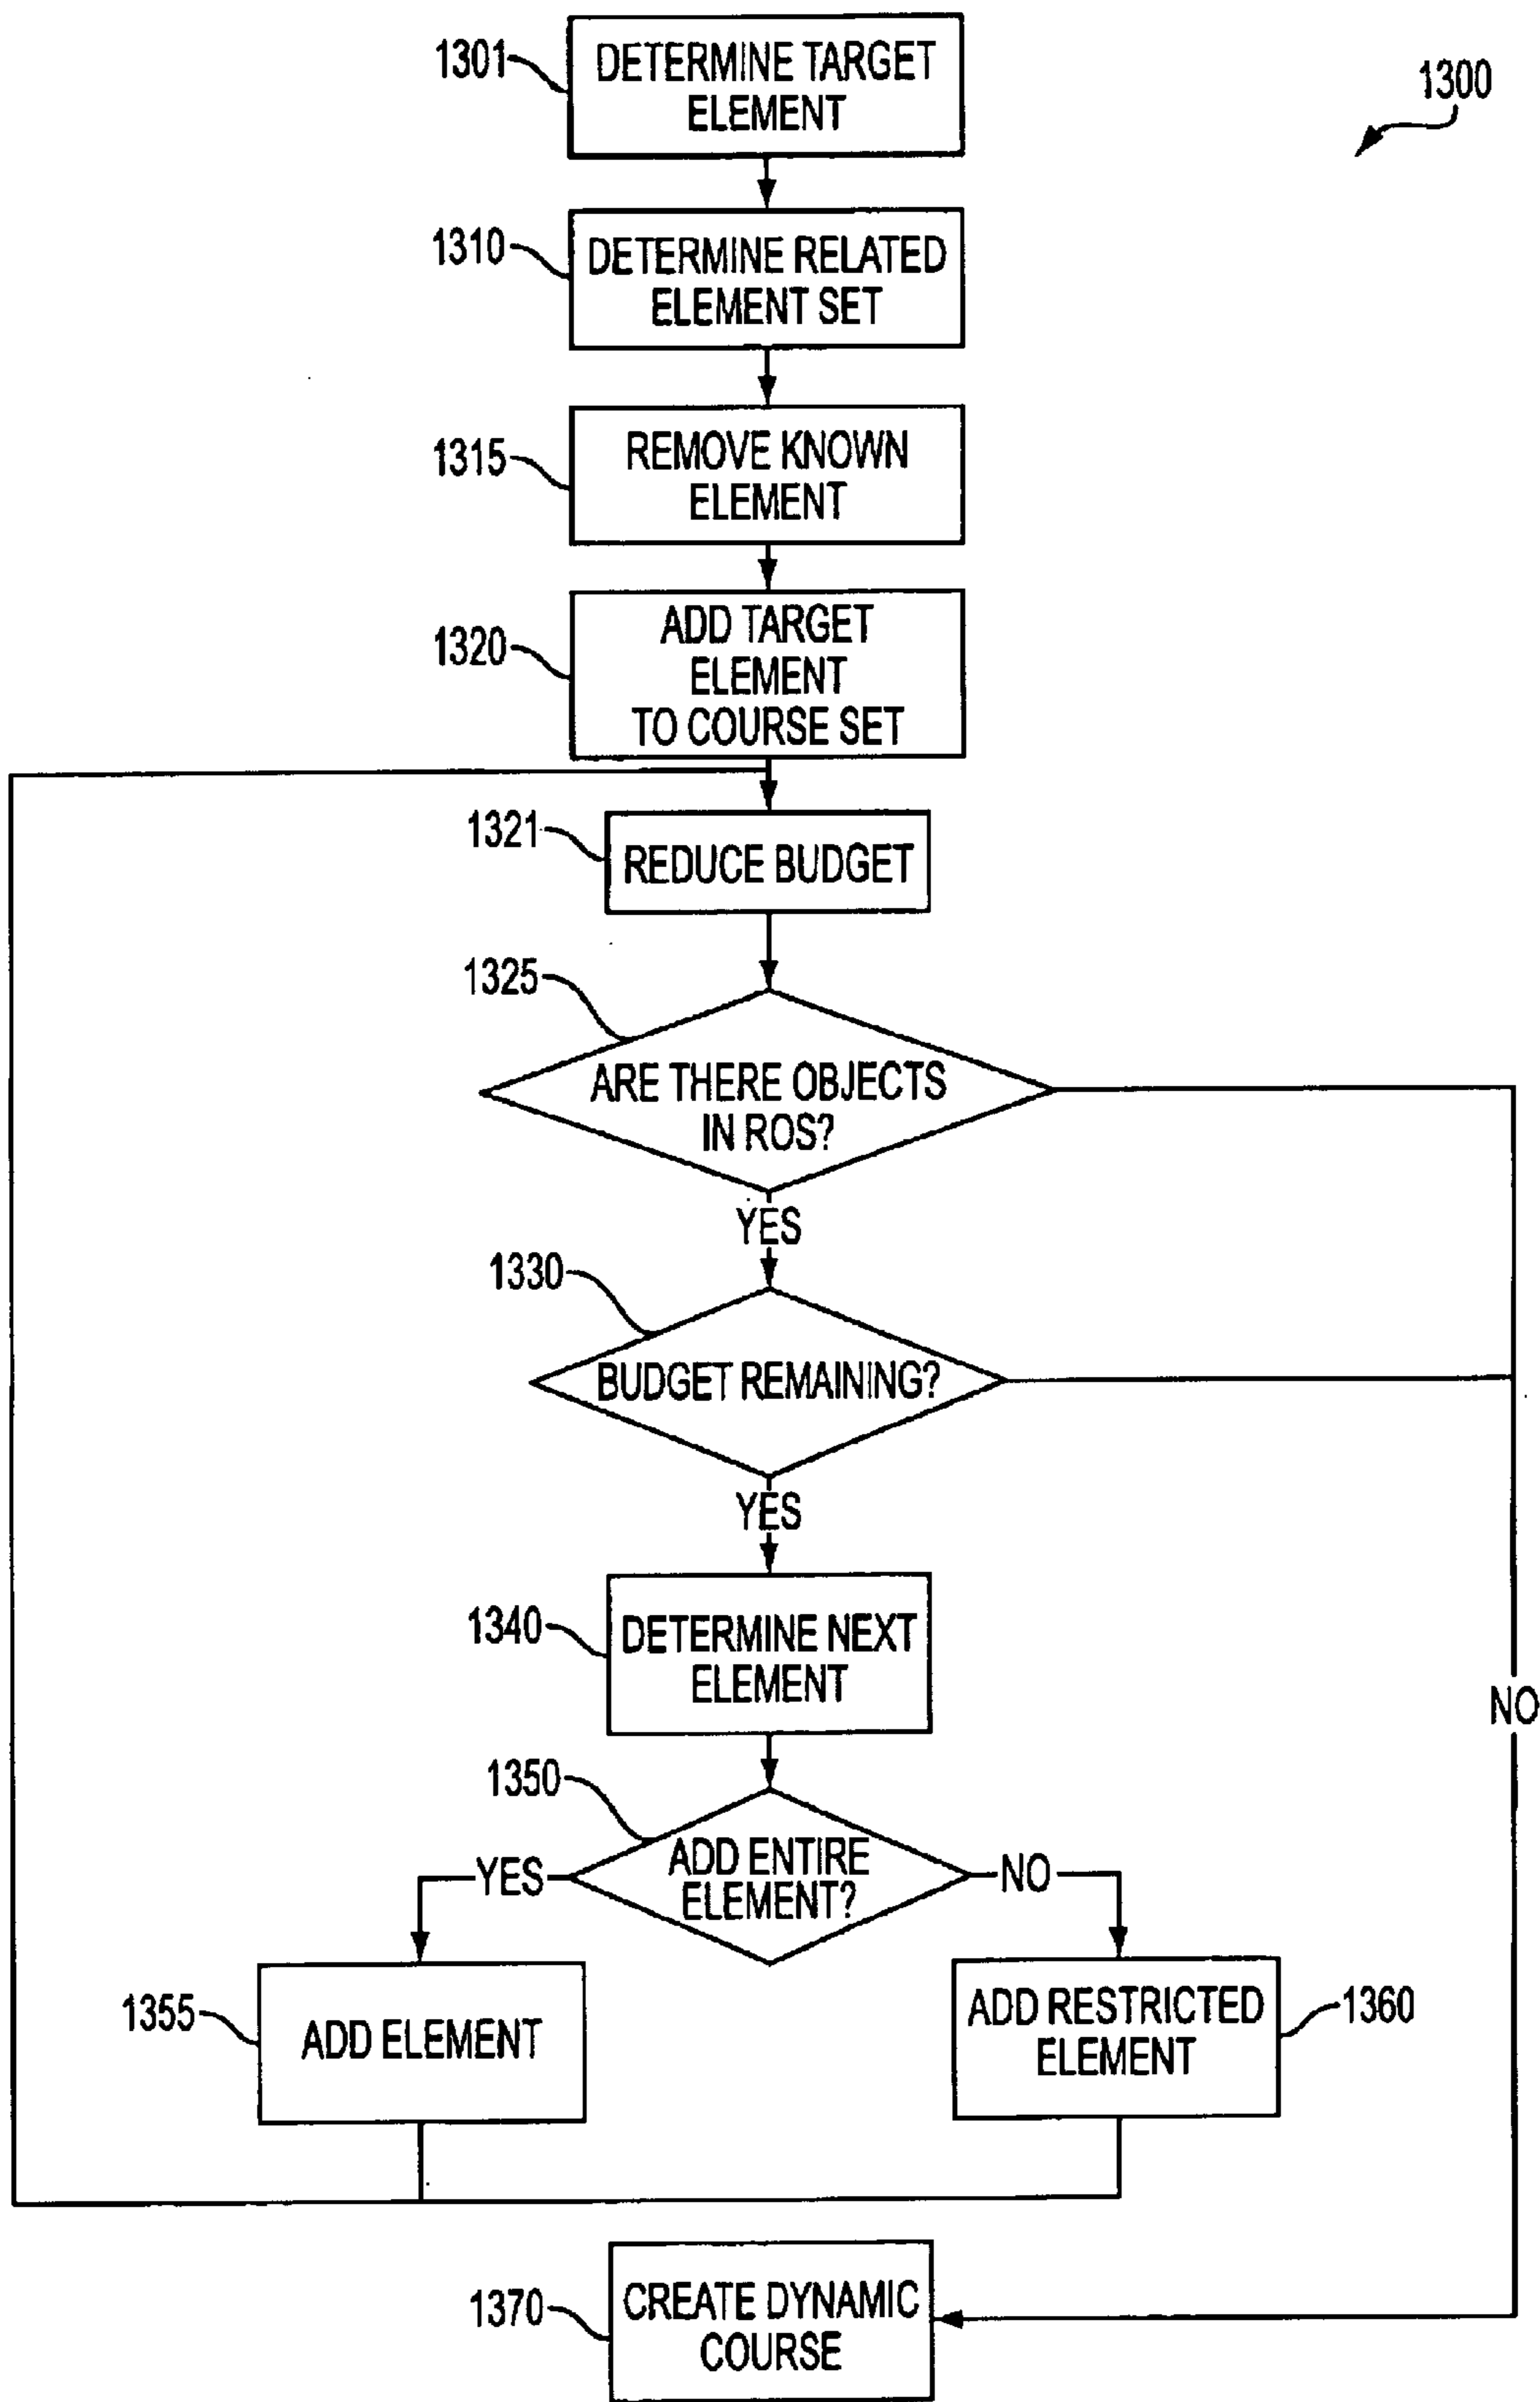 1300
1301
DETERMINE TARGET
ELEMENT
1310
DETERMINE RELATED
ELEMENT SET
1315
REMOVE KNOWN
ELEMENT
1320
ADD TARGET
ELEMENT
TO COURSE SET
1321
REDUCE BUDGET
1325
ARE THERE OBJECTS
IN ROS?
YES
1330
BUDGET REMAINING?
YES
1340
DETERMINE NEXT
ELEMENT
NO
1350
ADD ENTIRE
ELEMENT?
YES
NO
1355
ADD ELEMENT
ADD RESTRICTED
ELEMENT
1360
1370
CREATE DYNAMIC
COURSE